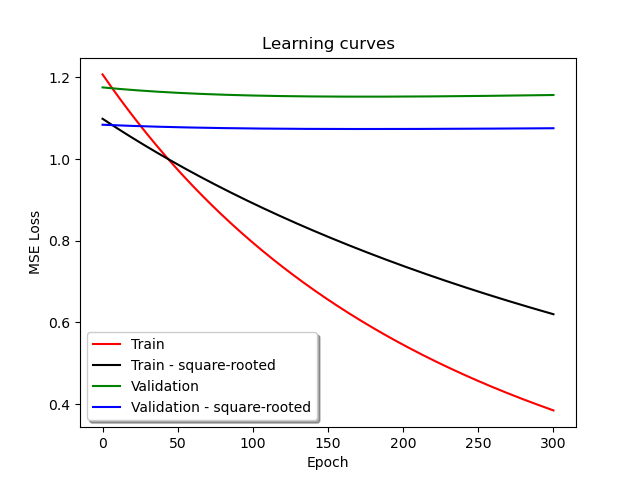 Learning curves
1.2
1.0
0.8
0.6
0.4
MSE Loss
Train
Train - square-rooted
Validation
Validation - square-rooted
0 50 100 150 200 250 300
Epoch